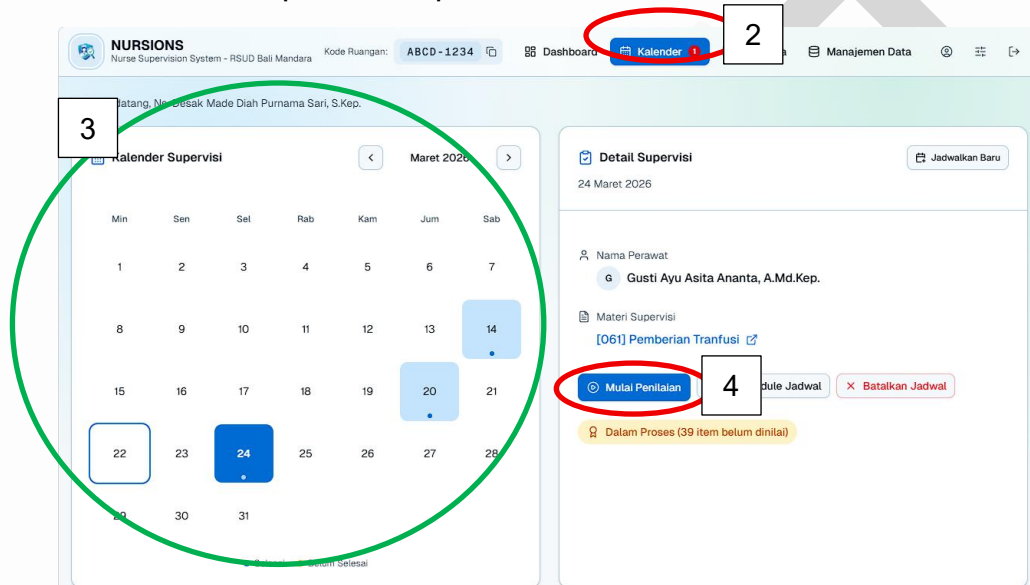 2
NURSIONS
Nurse Supervision System - RSUD Bali Mandara
Kode Ruangan: ABCD-1234
Dashboard
Kalender 1
Manajemen Data
Made Diah Purnama Sari, S.Kep.
3
Kalender Supervisi
Maret 2026
Min Sen Sel Rab Kam Jum Sab
1 2 3 4 5 6 7
8 9 10 11 12 13 14
15 16 17 18 19 20 21
22 23 24 25 26 27 28
29 30 31
Selesai
Detail Supervisi
Jadwalkan Baru
24 Maret 2026
Nama Perawat
G Gusti Ayu Asita Ananta, A.Md.Kep.
Materi Supervisi
[061] Pemberian Tranfusi
Mulai Penilaian
4
Jadwal
Batalkan Jadwal
Dalam Proses (39 item belum dinilai)